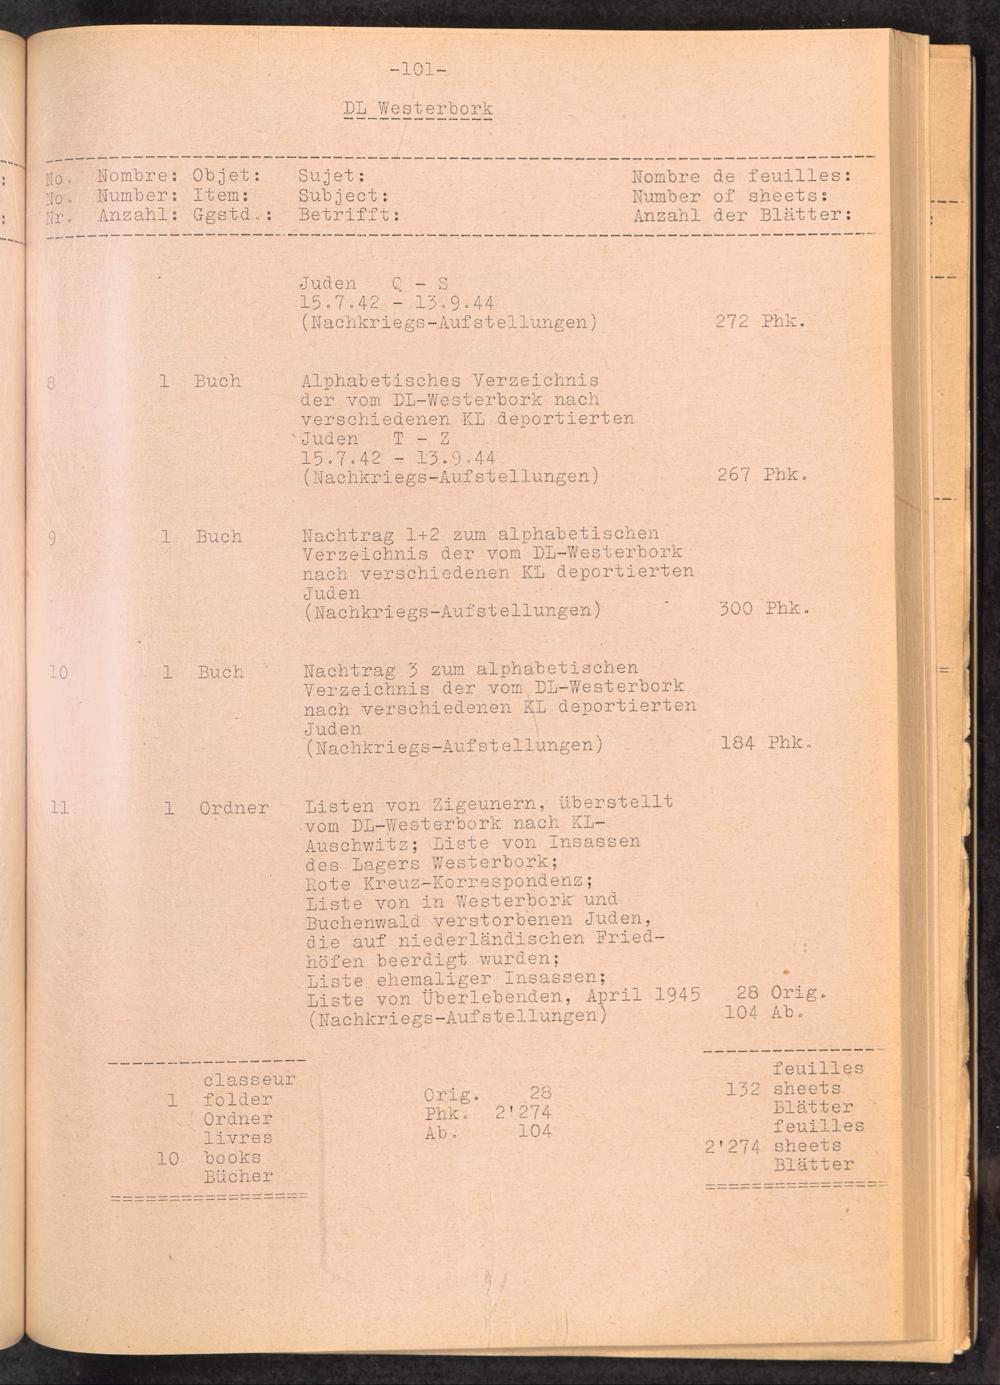 -101-
DL Westerbork
No. Nombre: Objet: Sujet: Nombre de feuilles:
No. Number: Item: Subject: Number of sheets:
Nr. Anzahl: Ggstd.: Betrifft: Anzahl der Blätter:
Juden Q - S
15.7.42 - 13.9.44
(Nachkriegs-Aufstellungen) 272 Phk.
8 1 Buch Alphabetisches Verzeichnis
der vom DL-Westerbork nach
verschiedenen KL deportierten
Juden T - Z
15.7.42 - 13.9.44
(Nachkriegs-Aufstellungen) 267 Phk.
9 1 Buch Nachtrag 1+2 zum alphabetischen
Verzeichnis der vom DL-Westerbork
nach verschiedenen KL deportierten
Juden
(Nachkriegs-Aufstellungen) 300 Phk.
10 1 Buch Nachtrag 3 zum alphabetischen
Verzeichnis der vom DL-Westerbork
nach verschiedenen KL deportierten
Juden
(Nachkriegs-Aufstellungen) 184 Phk.
11 1 Ordner Listen von Zigeunern, überstellt
vom DL-Westerbork nach KL-
Auschwitz; Liste von Insassen
des Lagers Westerbork;
Rote Kreuz-Korrespondenz;
Liste von in Westerbork und
Buchenwald verstorbenen Juden,
die auf niederländischen Fried-
höfen beerdigt wurden;
Liste ehemaliger Insassen;
Liste von Überlebenden, April 1945 28 Orig.
(Nachkriegs-Aufstellungen) 104 Ab.
classeur
1 folder
Ordner
livres
10 books
Bücher
Orig. 28
Phk. 2'274
Ab. 104
feuilles
132 sheets
Blätter
feuilles
2'274 sheets
Blätter